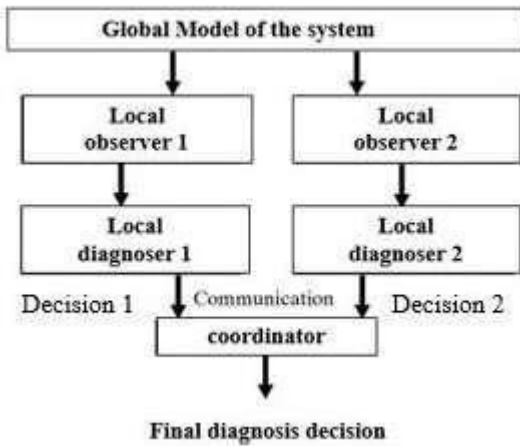 Global Model of the system
Local
observer 1
Local
observer 2
Local
diagnoser 1
Local
diagnoser 2
Decision 1
Communication
Decision 2
coordinator
Final diagnosis decision